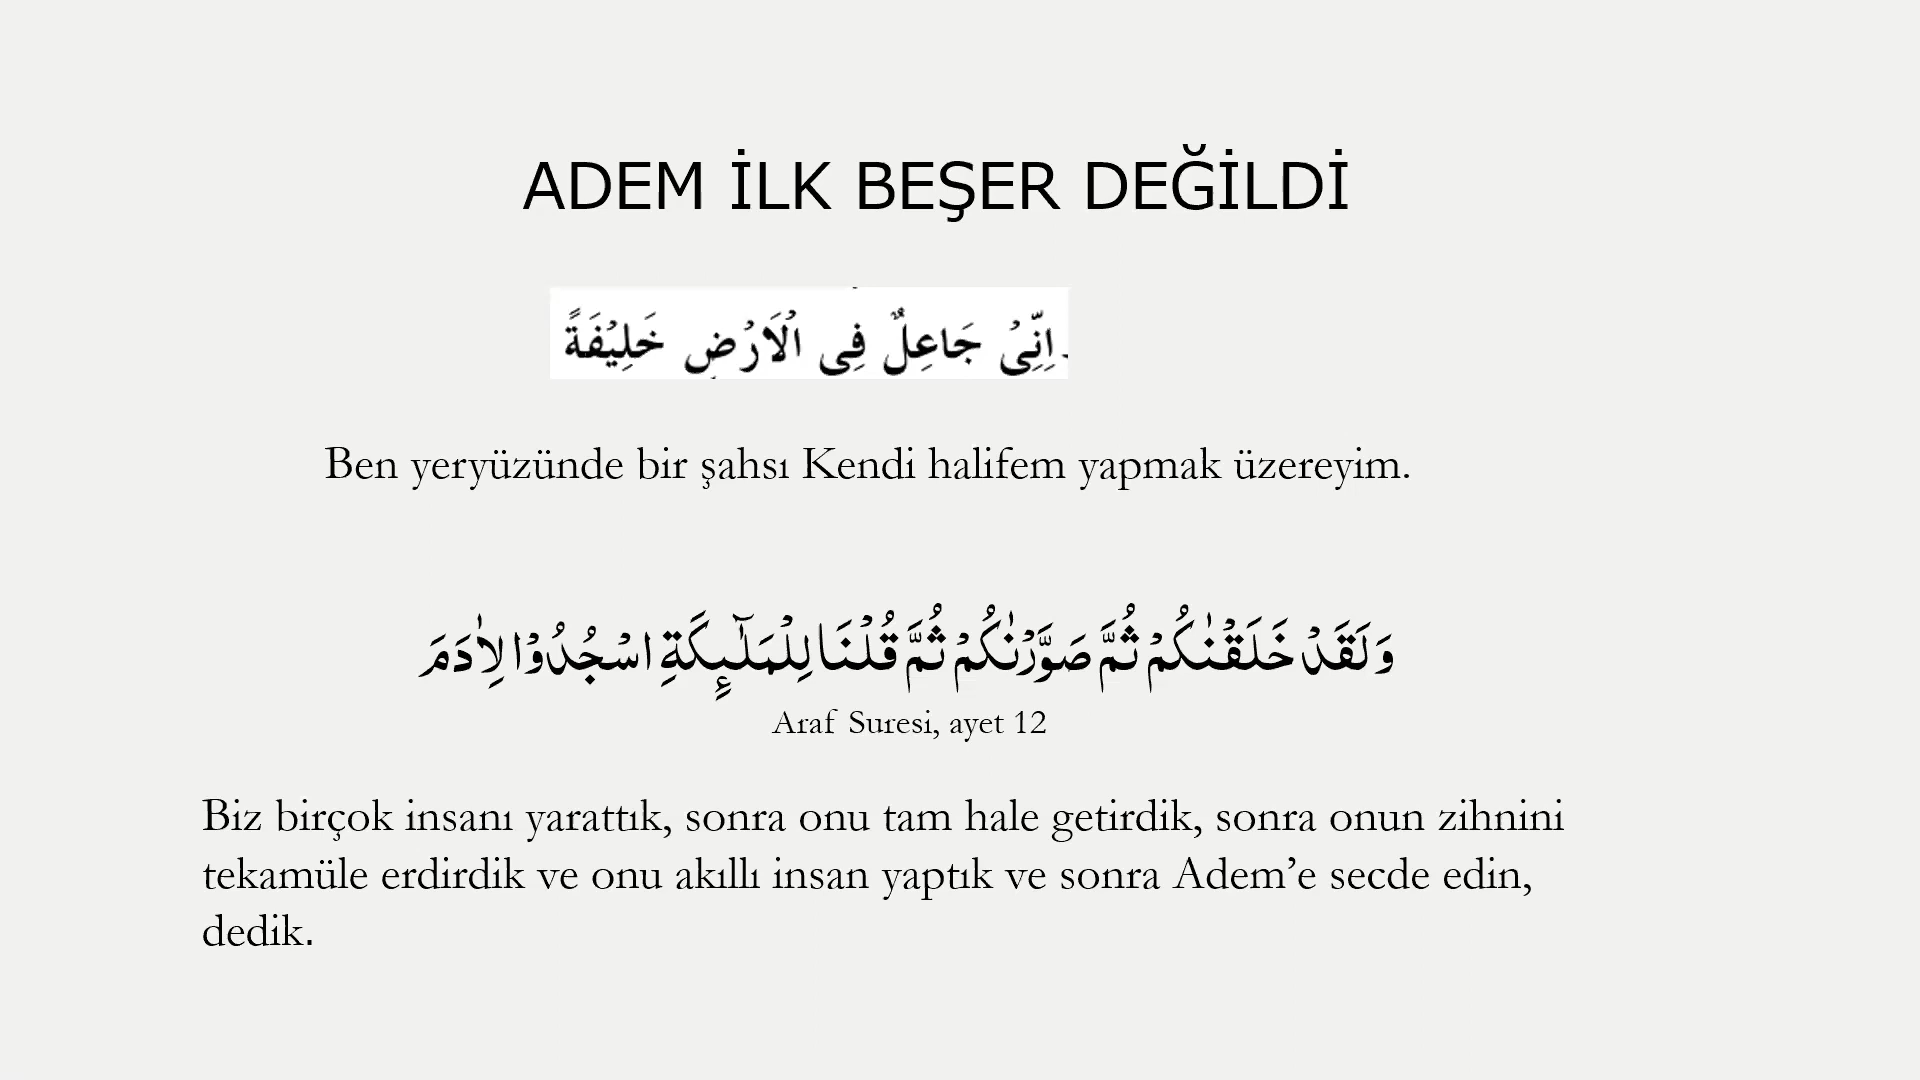 ADEM İLK BEŞER DEĞİLDİ
اِنِّیْ جَاعِلٌ فِی الْاَرْضِ خَلِیْفَةً
Ben yeryüzünde bir şahsı Kendi halifem yapmak üzereyim.
وَلَقَدْ خَلَقْنٰكُمْ ثُمَّ صَوَّرْنٰكُمْ ثُمَّ قُلْنَا لِلْمَلٰٓئِكَةِ اسْجُدُوْا لِاٰدَمَ
Araf Suresi, ayet 12
Biz birçok insanı yarattık, sonra onu tam hale getirdik, sonra onun zihnini
tekamüle erdirdik ve onu akıllı insan yaptık ve sonra Adem’e secde edin,
dedik.